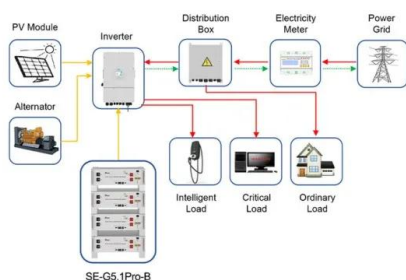 PV Module
Inverter
Distribution
Box
Electricity
Meter
Power
Grid
Alternator
Intelligent
Load
Critical
Load
Ordinary
Load
SE-G5.1Pro-B